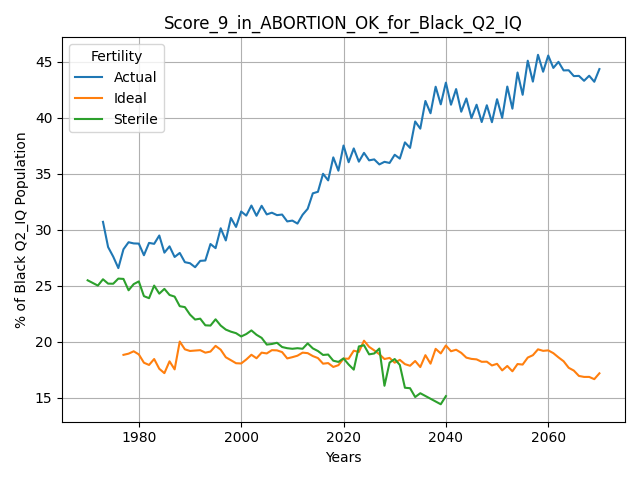 Score_9_in_ABORTION_OK_for_Black_Q2_IQ
Fertility
Actual
Ideal
Sterile
% of Black Q2_IQ Population
45
40
35
30
25
20
15
1980
2000
2020
2040
2060
Years